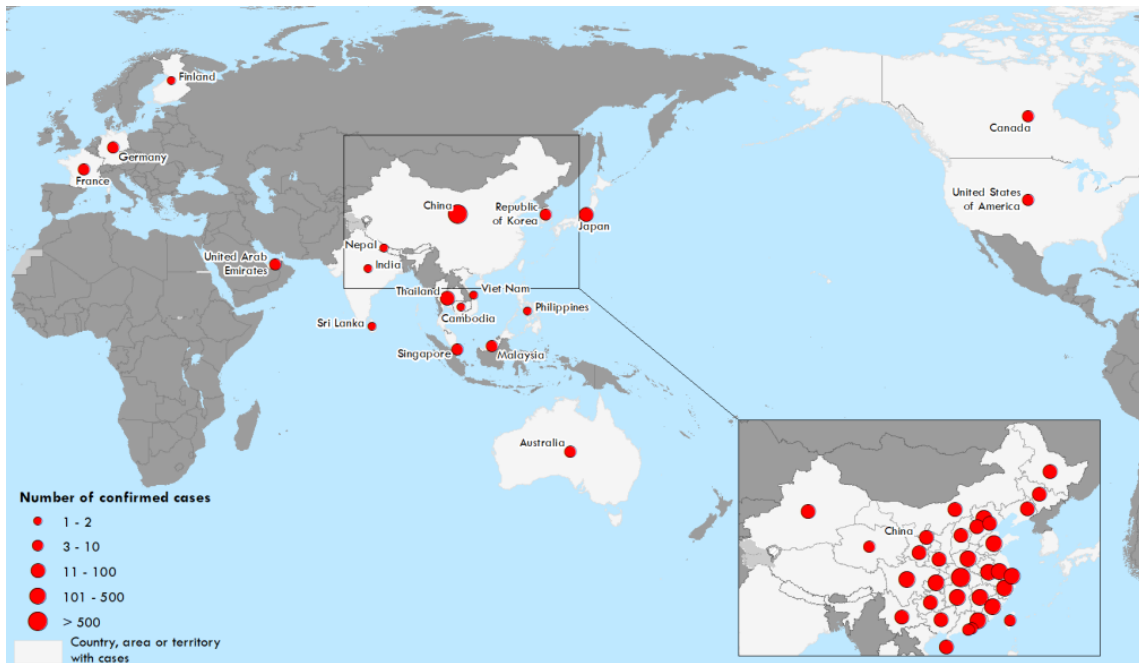 Finland
Germany
France
Canada
United States
of America
China
Republic
of Korea
Japan
Nepal
India
United Arab
Emirates
Thailand
Viet Nam
Cambodia
Philippines
Sri Lanka
Singapore
Malaysia
Australia
China
Number of confirmed cases
1 - 2
3 - 10
11 - 100
101 - 500
> 500
Country, area or territory
with cases